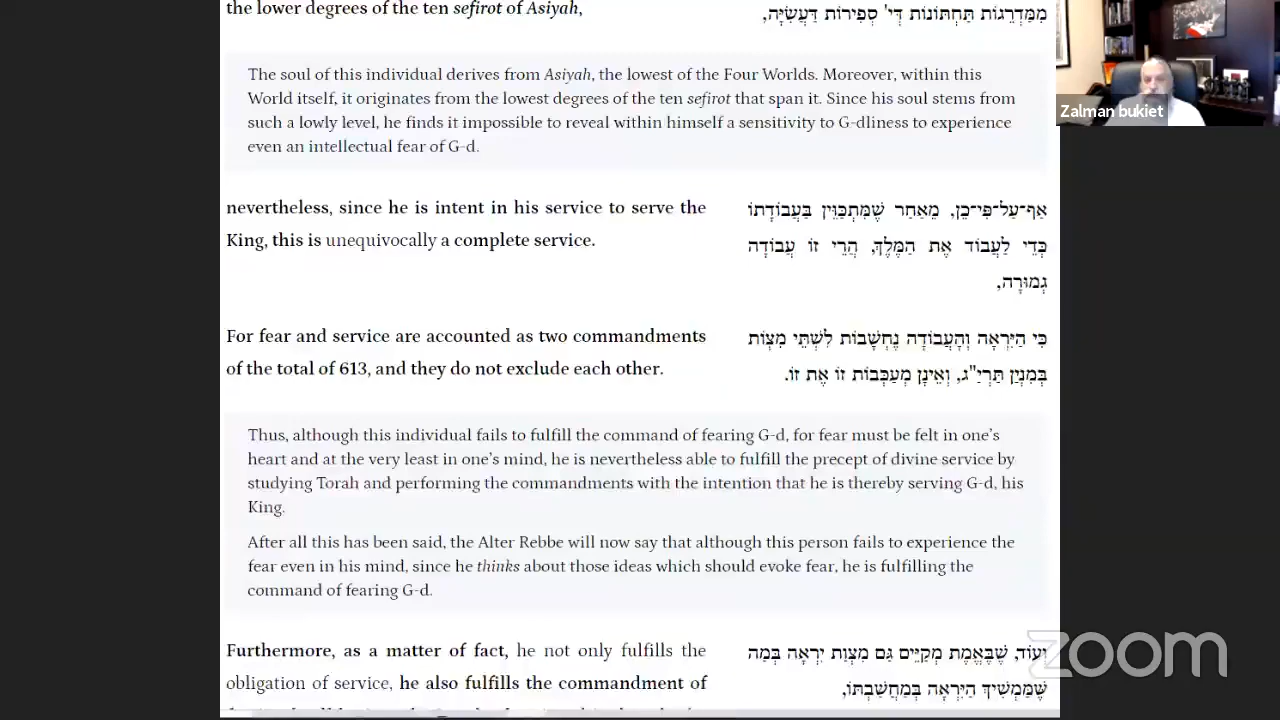 the lower degrees of the ten sefirot of Asiyah,
מִמַּדְרֵגוֹת תַּחְתּוֹנוֹת דְּי' סְפִירוֹת דַּעֲשִׂיָּה,
The soul of this individual derives from Asiyah, the lowest of the Four Worlds. Moreover, within this
World itself, it originates from the lowest degrees of the ten sefirot that span it. Since his soul stems from
such a lowly level, he finds it impossible to reveal within himself a sensitivity to G-dliness to experience
even an intellectual fear of G-d.
nevertheless, since he is intent in his service to serve the
King, this is unequivocally a complete service.
אַף־עַל־פִּי־כֵן, מֵאַחַר שֶׁמִּתְכַּוֵּין בַּעֲבוֹדָתוֹ
כְּדֵי לַעֲבוֹד אֶת הַמֶּלֶךְ, הֲרֵי זוֹ עֲבוֹדָה
גְּמוּרָה,
For fear and service are accounted as two commandments
of the total of 613, and they do not exclude each other.
כִּי הַיִּרְאָה וְהָעֲבוֹדָה נֶחְשָׁבוֹת לִשְׁתֵּי מִצְוֹת
בְּמִנְיַן תַּרְיַ"ג, וְאֵינָן מְעַכְּבוֹת זוֹ אֶת זוֹ.
Thus, although this individual fails to fulfill the command of fearing G-d, for fear must be felt in one's
heart and at the very least in one's mind, he is nevertheless able to fulfill the precept of divine service by
studying Torah and performing the commandments with the intention that he is thereby serving G-d, his
King.
After all this has been said, the Alter Rebbe will now say that although this person fails to experience the
fear even in his mind, since he thinks about those ideas which should evoke fear, he is fulfilling the
command of fearing G-d.
Furthermore, as a matter of fact, he not only fulfills the
obligation of service, he also fulfills the commandment of
וְעוֹד, שֶׁבֶּאֱמֶת מְקַיֵּים גַּם מִצְוַת יִרְאָה בְּמַה
שֶּׁמַּמְשִׁיךְ הַיִּרְאָה בְּמַחֲשַׁבְתּוֹ,
Zalman bukiet
zoom